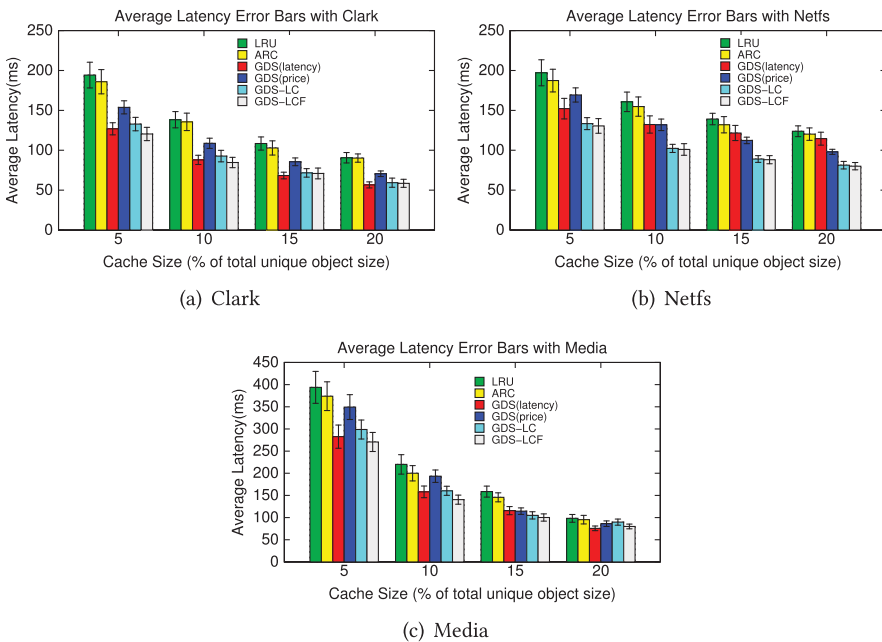 Average Latency Error Bars with Clark
250
200
150
100
50
0
Average Latency(ms)
LRU
ARC
GDS(latency)
GDS(price)
GDS-LC
GDS-LCF
5 10 15 20
Cache Size (% of total unique object size)
(a) Clark
Average Latency Error Bars with Netfs
250
200
150
100
50
0
Average Latency(ms)
LRU
ARC
GDS(latency)
GDS(price)
GDS-LC
GDS-LCF
5 10 15 20
Cache Size (% of total unique object size)
(b) Netfs
Average Latency Error Bars with Media
450
400
350
300
250
200
150
100
50
0
Average Latency(ms)
LRU
ARC
GDS(latency)
GDS(price)
GDS-LC
GDS-LCF
5 10 15 20
Cache Size (% of total unique object size)
(c) Media